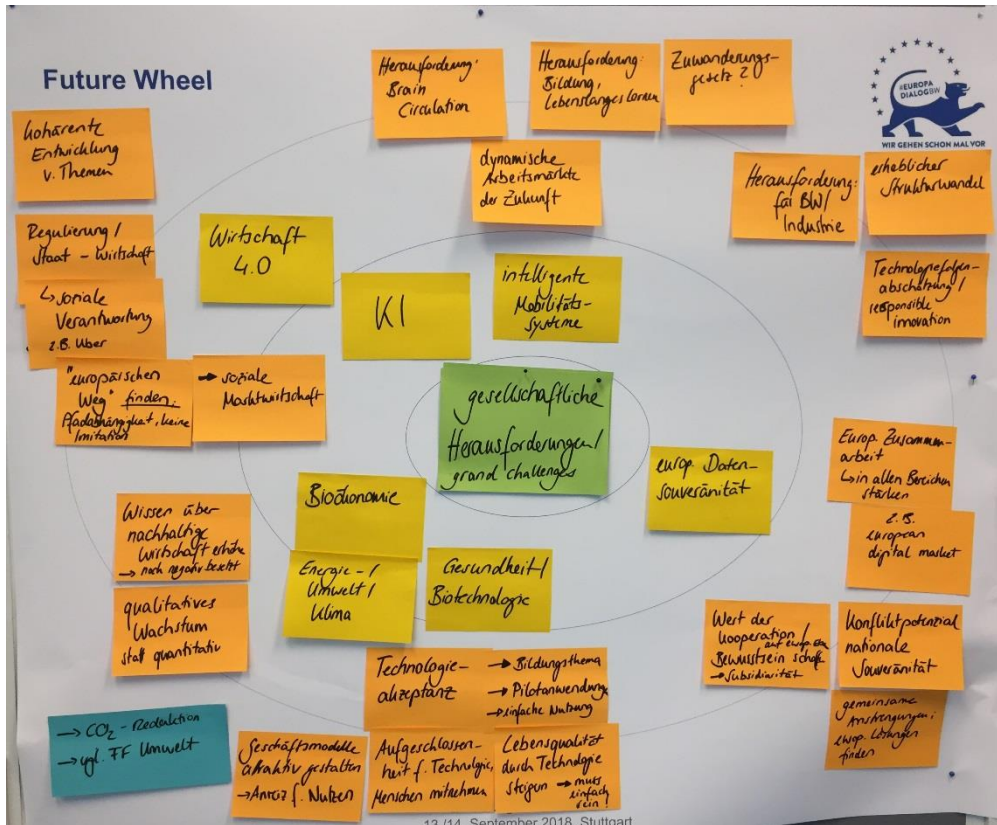 Future Wheel
#EUROPA
DIALOGBW
WIR GEHEN SCHON MAL VOR
Herausforderung:
Brain
Circulation
Herausforderung:
Bildung,
Lebenslanges lernen
Zuwanderungs-
gesetz?
kohärente
Entwicklung
v. Themen
dynamische
Arbeitsmärkte
der Zukunft
Herausforderung:
für BW/
Industrie
erheblicher
Strukturwandel
Regulierung /
Staat - Wirtschaft
↳ soziale
Verantwortung
z.B. Uber
Wirtschaft
4.0
KI
intelligente
Mobilitäts-
systeme
Technologiefolgen-
abschätzung /
responsible
innovation
"europäischen
Weg" finden:
Pfadabhängigkeit, keine
Imitation
→ soziale
Marktwirtschaft
gesellschaftliche
Herausforderungen/
grand challenges
europ. Daten-
souveränität
Europ. Zusammen-
arbeit
↳ in allen Bereichen
stärken
z.B.
european
digital market
Bioökonomie
Wissen über
nachhaltige
Wirtschaft erhöhe
→ noch negativ besetzt
Energie-/
Umwelt /
Klima
Gesundheit/
Biotechnologie
qualitatives
Wachstum
statt quantitativ
Wert der
Kooperation /
Bewusstsein
→ Subsidiarität
Konfliktpotenzial
nationale
Souveränität
gemeinsame
Anstrengungen:
europ. Lösungen
finden
Technologie-
akzeptanz
→ Bildungsthema
→ Pilotanwendung
→ einfache Nutzung
→ CO2-Reduktion
→ vgl. FF Umwelt
Geschäftsmodelle
attraktiv gestalten
→ Anreiz f. Nutzen
Aufgeschlossen-
heit f. Technologie,
Menschen mitnehmen
Lebensqualität
durch Technologie
steigern → muss
einfach
sein!
13./14. September 2018, Stuttgart